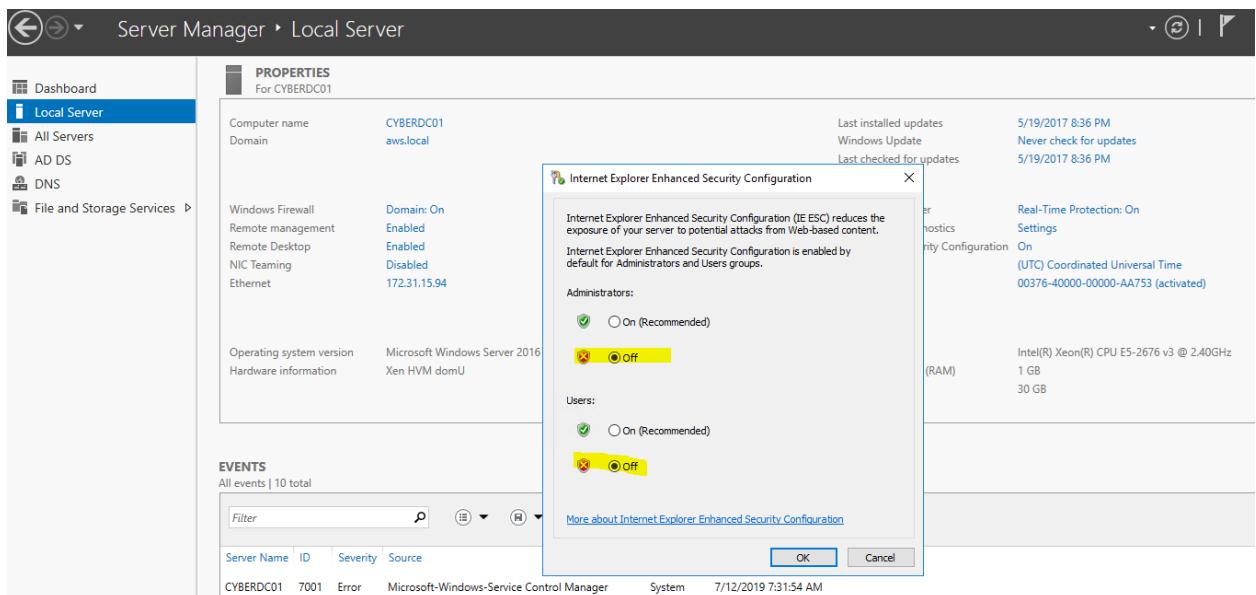 Server Manager ‣ Local Server
Dashboard
Local Server
All Servers
AD DS
DNS
File and Storage Services
PROPERTIES
For CYBERDC01
Computer name CYBERDC01
Domain aws.local
Last installed updates 5/19/2017 8:36 PM
Windows Update Never check for updates
Last checked for updates 5/19/2017 8:36 PM
Windows Firewall Domain: On
Remote management Enabled
Remote Desktop Enabled
NIC Teaming Disabled
Ethernet 172.31.15.94
Real-Time Protection: On
Settings
Configuration On
(UTC) Coordinated Universal Time
00376-40000-00000-AA753 (activated)
Operating system version Microsoft Windows Server 2016
Hardware information Xen HVM domU
Intel(R) Xeon(R) CPU E5-2676 v3 @ 2.40GHz
(RAM) 1 GB
30 GB
Internet Explorer Enhanced Security Configuration
Internet Explorer Enhanced Security Configuration (IE ESC) reduces the
exposure of your server to potential attacks from Web-based content.
Internet Explorer Enhanced Security Configuration is enabled by
default for Administrators and Users groups.
Administrators:
On (Recommended)
Off
Users:
On (Recommended)
Off
More about Internet Explorer Enhanced Security Configuration
OK Cancel
EVENTS
All events | 10 total
Filter
Server Name ID Severity Source
CYBERDC01 7001 Error Microsoft-Windows-Service Control Manager System 7/12/2019 7:31:54 AM